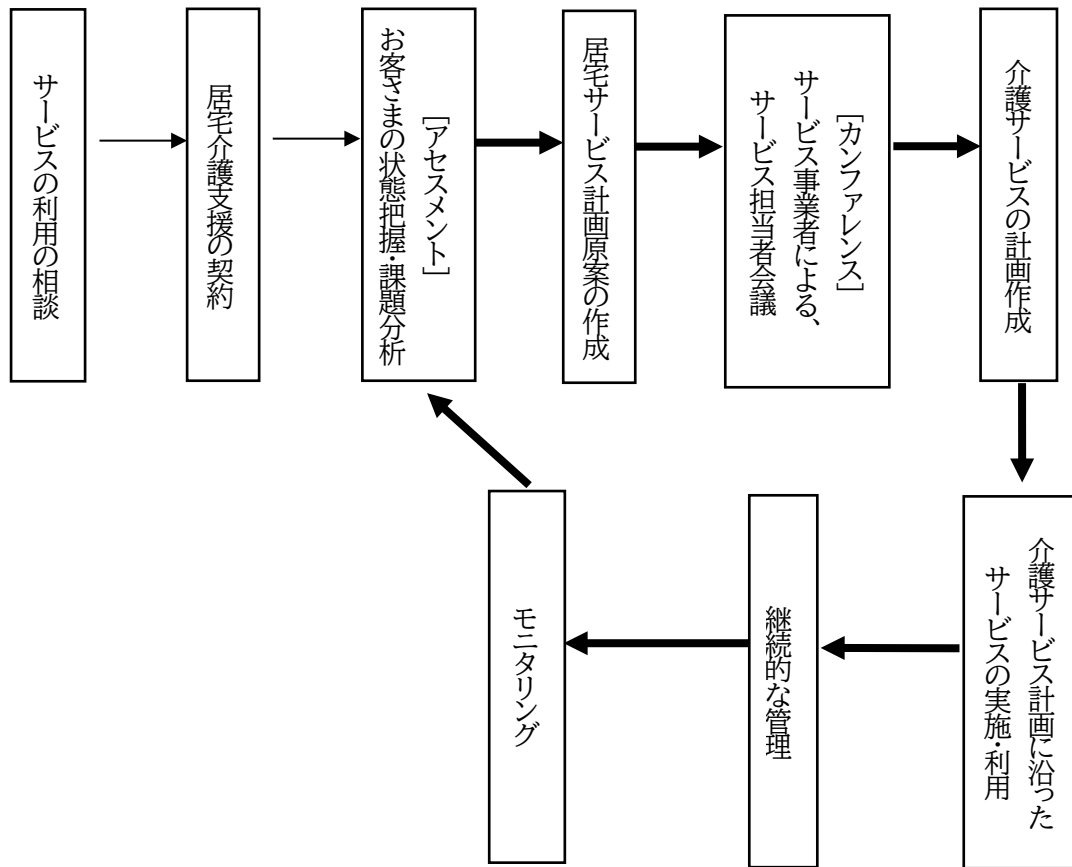 サービスの利用の相談
居宅介護支援の契約
[アセスメント]
お客さまの状態把握・課題分析
居宅サービス計画原案の作成
[カンファレンス]
サービス事業者による、
サービス担当者会議
介護サービスの計画作成
介護サービス計画に沿った
サービスの実施・利用
継続的な管理
モニタリング